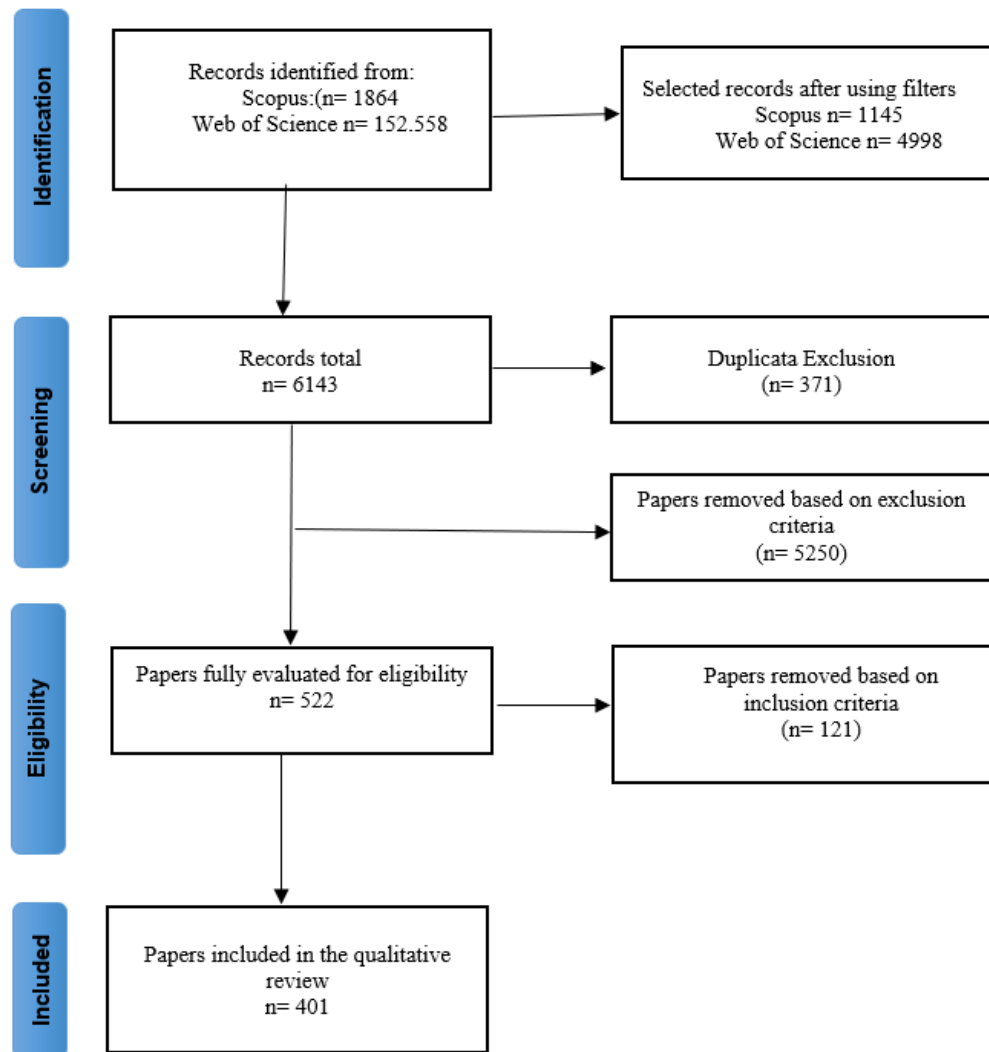 Identification
Records identified from:
Scopus:(n= 1864
Web of Science n= 152.558
Selected records after using filters
Scopus n= 1145
Web of Science n= 4998
Screening
Records total
n= 6143
Duplicata Exclusion
(n= 371)
Papers removed based on exclusion
criteria
(n= 5250)
Eligibility
Papers fully evaluated for eligibility
n= 522
Papers removed based on
inclusion criteria
(n= 121)
Included
Papers included in the qualitative
review
n= 401